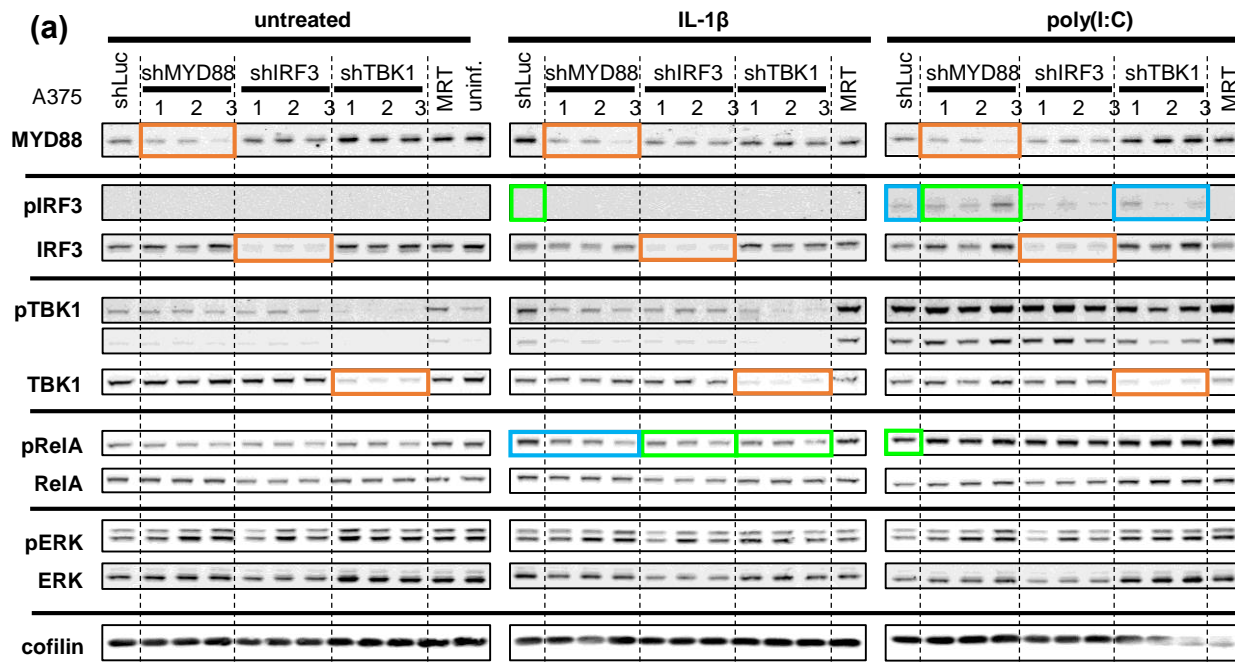 (a)
untreated IL-1β poly(I:C)
shLuc shMYD88 shIRF3 shTBK1 MRT uninf. shLuc shMYD88 shIRF3 shTBK1 MRT shLuc shMYD88 shIRF3 shTBK1 MRT
A375 1 2 3 1 2 3 1 2 3 1 2 3 1 2 3 1 2 3 1 2 3 1 2 3 1 2 3
MYD88
pIRF3
IRF3
pTBK1
TBK1
pRelA
RelA
pERK
ERK
cofilin